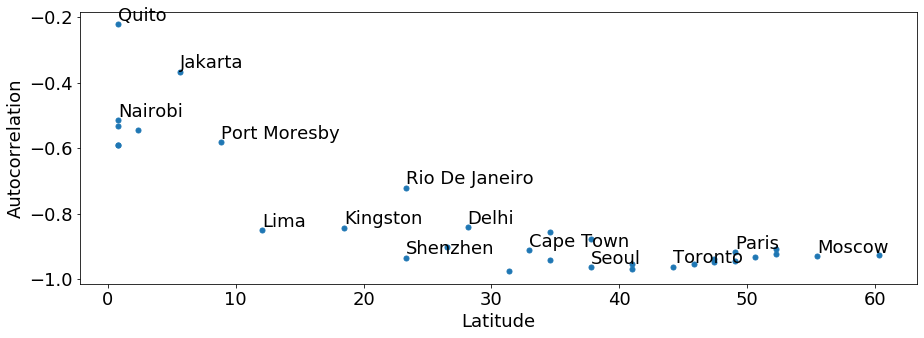 Quito
Jakarta
Nairobi
Port Moresby
Rio De Janeiro
Lima
Kingston
Delhi
Shenzhen
Cape Town
Seoul
Toronto
Paris
Moscow
−0.2
−0.4
−0.6
−0.8
−1.0
Autocorrelation
0 10 20 30 40 50 60
Latitude